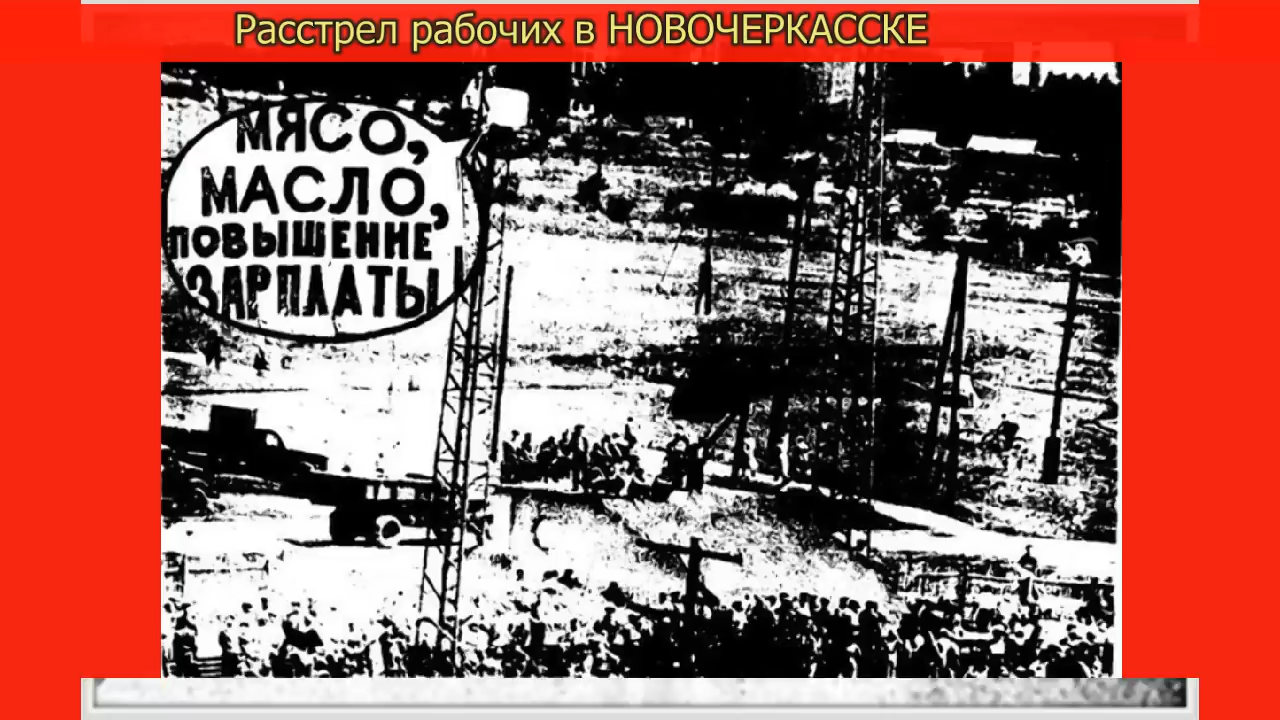 Расстрел рабочих в НОВОЧЕРКАССКЕ
МЯСО,
МАСЛО,
ПОВЫШЕНИЕ
ЗАРПЛАТЫ